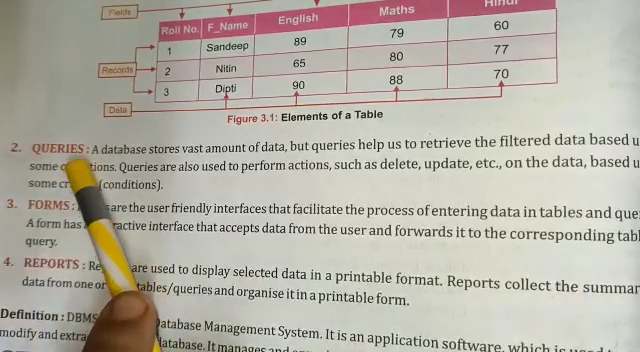 Fields
Roll No. F_Name English Maths Hindi
1 Sandeep 89 79 60
2 Nitin 65 80 77
3 Dipti 90 88 70
Records
Data
Figure 3.1: Elements of a Table
2. QUERIES: A database stores vast amount of data, but queries help us to retrieve the filtered data based
some tions. Queries are also used to perform actions, such as delete, update, etc., on the data, based
some (conditions).
3. FORMS: are the user friendly interfaces that facilitate the process of entering data in tables and
A form has ractive interface that accepts data from the user and forwards it to the corresponding
query.
4. REPORTS: are used to display selected data in a printable format. Reports collect the
data from one or tables/queries and organise it in a printable form.
Definition: DBMS Database Management System. It is an application software, which is
modify and database. It manages and